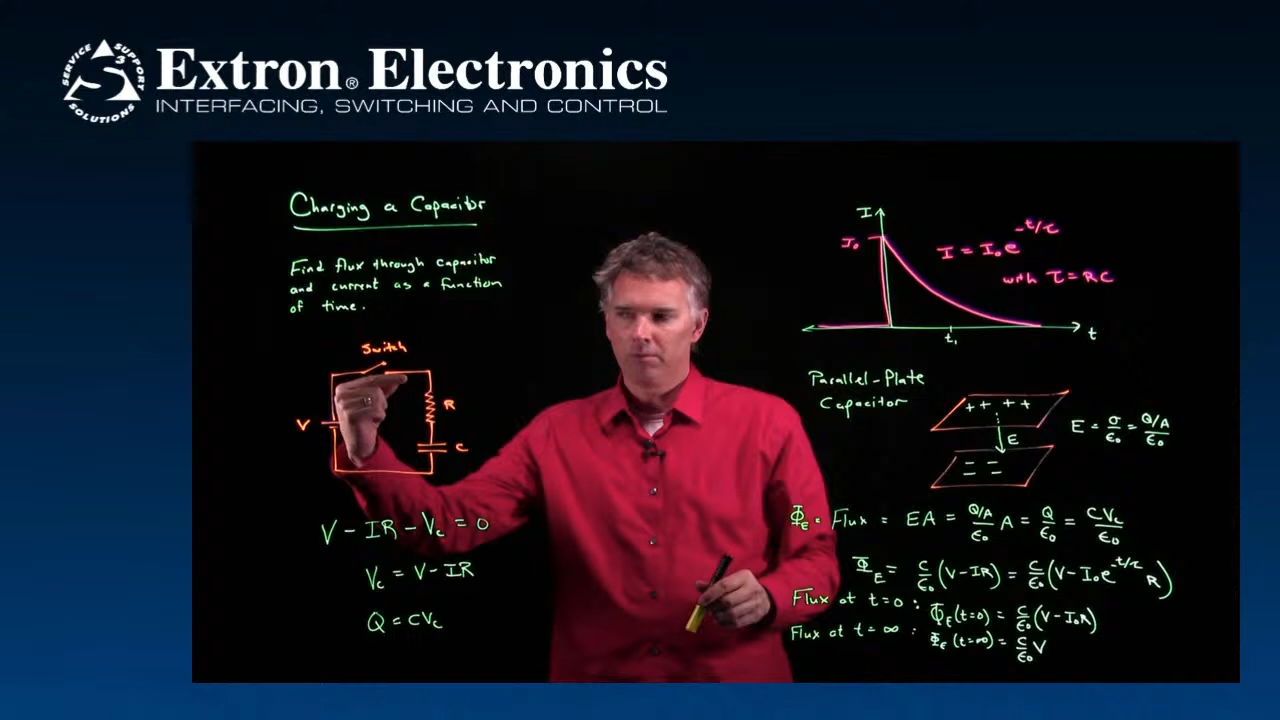 SERVICE SUPPORT SOLUTIONS
S3
Extron® Electronics
INTERFACING, SWITCHING AND CONTROL
Charging a Capacitor
Find flux through capacitor
and current as a function
of time.
Switch
V
R
C
V - IR - Vc = 0
Vc = V - IR
Q = CVc
I
I₀
I = I₀e^(-t/τ)
with τ = RC
t₁
t
Parallel-Plate
Capacitor
++ ++
E
= =
E = σ/ε₀ = Q/A/ε₀
Φ_E = Flux = EA = Q/A/ε₀ A = Q/ε₀ = CVc/ε₀
Φ_E = C/ε₀ (V-IR) = C/ε₀ (V-I₀e^(-t/τ) R)
Flux at t=0 : Φ_E(t=0) = C/ε₀ (V-I₀R)
Flux at t=∞ : Φ_E(t=∞) = C/ε₀ V